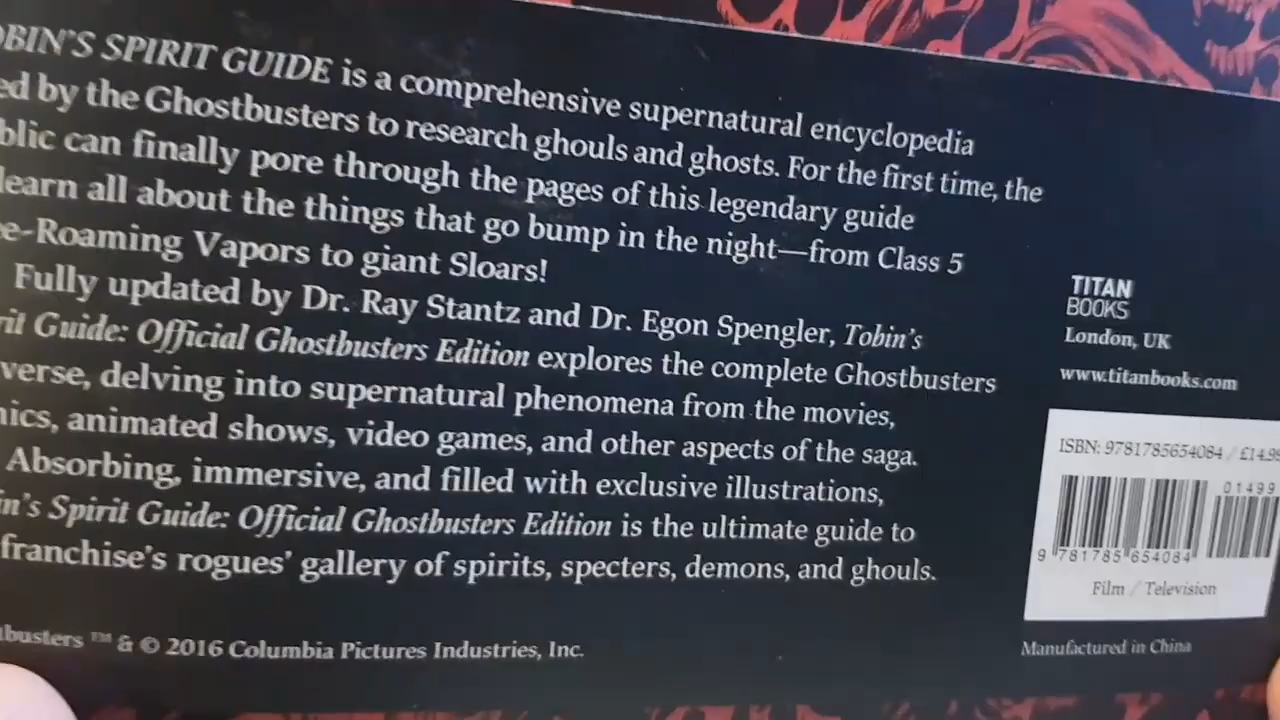 OBIN'S SPIRIT GUIDE is a comprehensive supernatural encyclopedia
ed by the Ghostbusters to research ghouls and ghosts. For the first time, the
blic can finally pore through the pages of this legendary guide
learn all about the things that go bump in the night—from Class 5
e-Roaming Vapors to giant Sloars!
Fully updated by Dr. Ray Stantz and Dr. Egon Spengler, Tobin's
rit Guide: Official Ghostbusters Edition explores the complete Ghostbusters
verse, delving into supernatural phenomena from the movies,
ics, animated shows, video games, and other aspects of the saga.
Absorbing, immersive, and filled with exclusive illustrations,
in's Spirit Guide: Official Ghostbusters Edition is the ultimate guide to
franchise's rogues' gallery of spirits, specters, demons, and ghouls.
tbusters ™ & © 2016 Columbia Pictures Industries, Inc.
TITAN
BOOKS
London, UK
www.titanbooks.com
ISBN: 9781785654084 / £14.99
01499
9 781785 654084
Film / Television
Manufactured in China